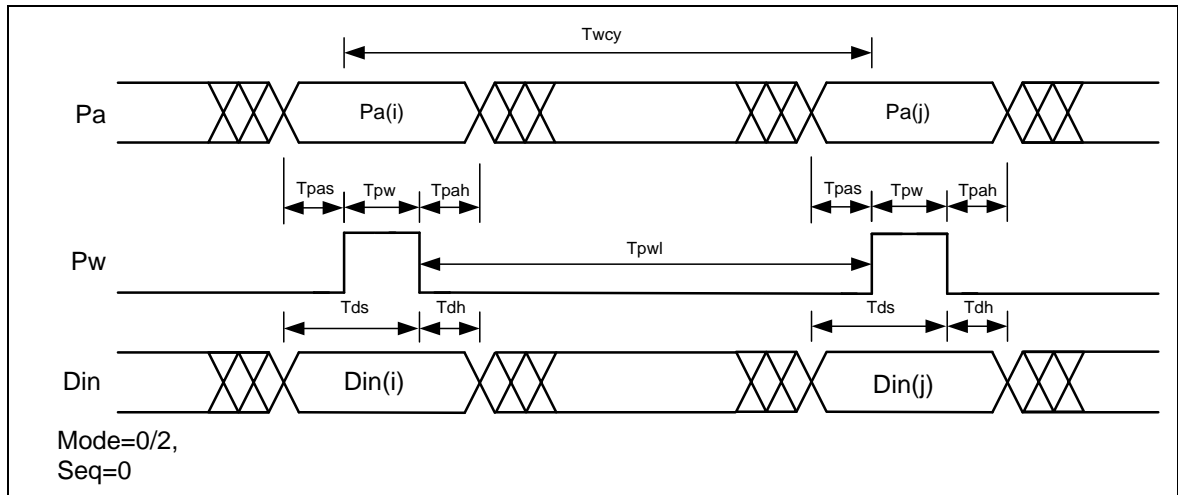 Twcy
Pa
Pa(i)
Pa(j)
Tpas
Tpw
Tpah
Tpas
Tpw
Tpah
Pw
Tpwl
Tds
Tdh
Tds
Tdh
Din
Din(i)
Din(j)
Mode=0/2,
Seq=0